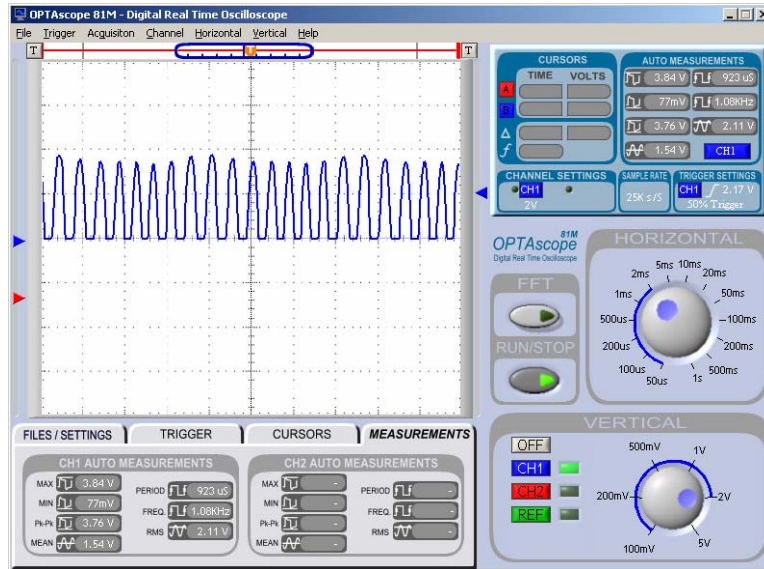 OPTAscope 81M - Digital Real Time Oscilloscope
File Trigger Acquisiton Channel Horizontal Vertical Help
T T T
CURSORS
TIME VOLTS
A
B
Δ
f
AUTO MEASUREMENTS
3.84 V 923 uS
77mV 1.08KHz
3.76 V 2.11 V
1.54 V CH1
CHANNEL SETTINGS
CH1
2V
SAMPLE RATE
25K s/S
TRIGGER SETTINGS
CH1 2.17 V
50% Trigger
OPTAscope 81M
Digital Real Time Oscilloscope
FFT
RUN/STOP
HORIZONTAL
5ms 10ms
2ms 20ms
1ms 50ms
500us 100ms
200us 200ms
100us 500ms
50us 1s
FILES / SETTINGS TRIGGER CURSORS MEASUREMENTS
CH1 AUTO MEASUREMENTS
MAX 3.84 V
MIN 77mV
Pk-Pk 3.76 V
MEAN 1.54 V
PERIOD 923 uS
FREQ. 1.08KHz
RMS 2.11 V
CH2 AUTO MEASUREMENTS
MAX -
MIN -
Pk-Pk -
MEAN -
PERIOD -
FREQ. -
RMS -
VERTICAL
OFF
CH1
CH2
REF
500mV 1V
200mV 2V
100mV 5V